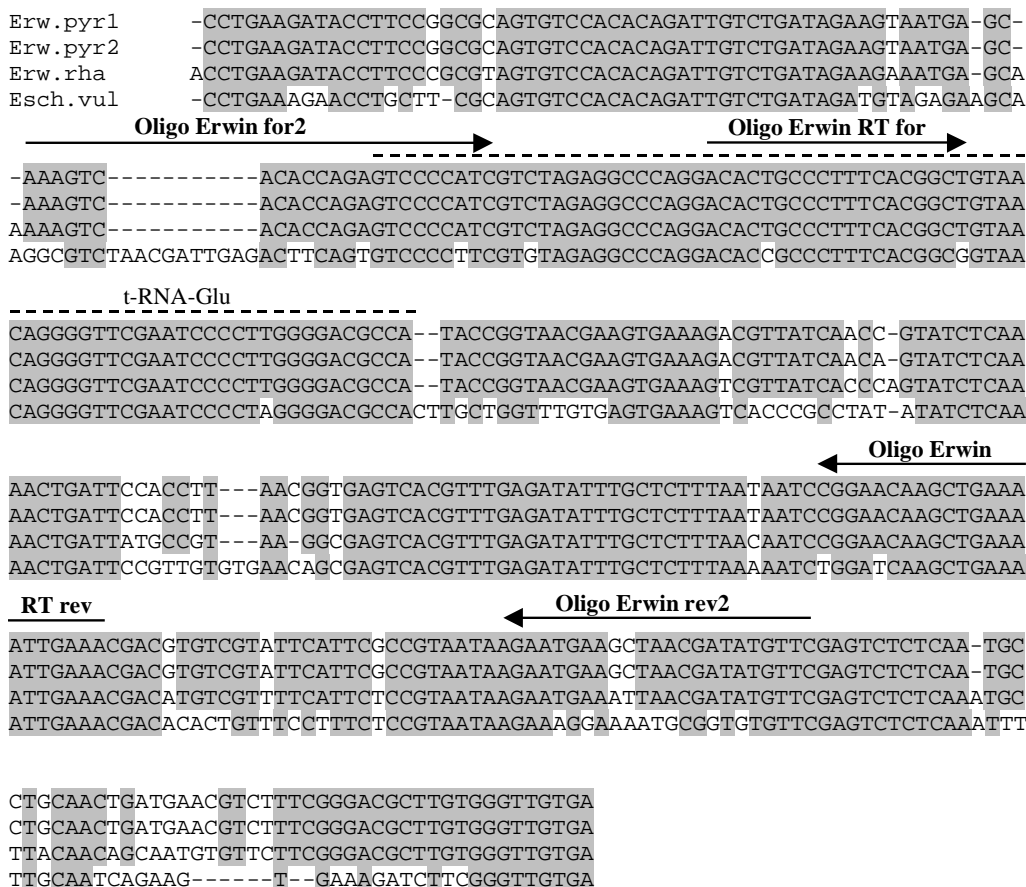 Erw.pyr1 -CCTGAAGATACCTTCCGGCGCAGTGTCCACACAGATTGTCTGATAGAAGTAATGA-GC-
Erw.pyr2 -CCTGAAGATACCTTCCGGCGCAGTGTCCACACAGATTGTCTGATAGAAGTAATGA-GC-
Erw.rha ACCTGAAGATACCTTCCCGCGTAGTGTCCACACAGATTGTCTGATAGAAGAAATGA-GCA
Esch.vul -CCTGAAAGAACCTGCTT-CGCAGTGTCCACACAGATTGTCTGATAGATGTAGAGAAGCA
Oligo Erwin for2 Oligo Erwin RT for
-AAAGTC-----------ACACCAGAGTCCCCATCGTCTAGAGGCCCAGGACACTGCCCTTTCACGGCTGTAA
-AAAGTC-----------ACACCAGAGTCCCCATCGTCTAGAGGCCCAGGACACTGCCCTTTCACGGCTGTAA
AAAAGTC-----------ACACCAGAGTCCCCATCGTCTAGAGGCCCAGGACACTGCCCTTTCACGGCTGTAA
AGGCGTCTAACGATTGAGACTTCAGTGTCCCCTTCGTGTAGAGGCCCAGGACACCGCCCTTTCACGGCGGTAA
t-RNA-Glu
CAGGGGTTCGAATCCCCTTGGGGACGCCA--TACCGGTAACGAAGTGAAAGACGTTATCAACC-GTATCTCAA
CAGGGGTTCGAATCCCCTTGGGGACGCCA--TACCGGTAACGAAGTGAAAGACGTTATCAACA-GTATCTCAA
CAGGGGTTCGAATCCCCTTGGGGACGCCA--TACCGGTAACGAAGTGAAAGTCGTTATCACCCAGTATCTCAA
CAGGGGTTCGAATCCCCTAGGGGACGCCACTTGCTGGTTTGTGAGTGAAAGTCACCCGCCTAT-ATATCTCAA
Oligo Erwin
AACTGATTCCACCTT---AACGGTGAGTCACGTTTGAGATATTTGCTCTTTAATAATCCGGAACAAGCTGAAA
AACTGATTCCACCTT---AACGGTGAGTCACGTTTGAGATATTTGCTCTTTAATAATCCGGAACAAGCTGAAA
AACTGATTATGCCGT---AA-GGCGAGTCACGTTTGAGATATTTGCTCTTTAACAATCCGGAACAAGCTGAAA
AACTGATTCCGTTGTGTGAACAGCGAGTCACGTTTGAGATATTTGCTCTTTAAAAATCTGGATCAAGCTGAAA
RT rev Oligo Erwin rev2
ATTGAAACGACGTGTCGTATTCATTCGCCGTAATAAGAATGAAGCTAACGATATGTTCGAGTCTCTCAA-TGC
ATTGAAACGACGTGTCGTATTCATTCGCCGTAATAAGAATGAAGCTAACGATATGTTCGAGTCTCTCAA-TGC
ATTGAAACGACATGTCGTTTTCATTCTCCGTAATAAGAATGAAATTAACGATATGTTCGAGTCTCTCAAATGC
ATTGAAACGACACACTGTTTCCTTTCTCCGTAATAAGAAAGGAAAATGCGGTGTGTTCGAGTCTCTCAAATTT
CTGCAACTGATGAACGTCTTTCGGGACGCTTGTGGGTTGTGA
CTGCAACTGATGAACGTCTTTCGGGACGCTTGTGGGTTGTGA
TTACAACAGCAATGTGTTCTTCGGGACGCTTGTGGGTTGTGA
TTGCAATCAGAAG------T--GAAAGATCTTCGGGTTGTGA